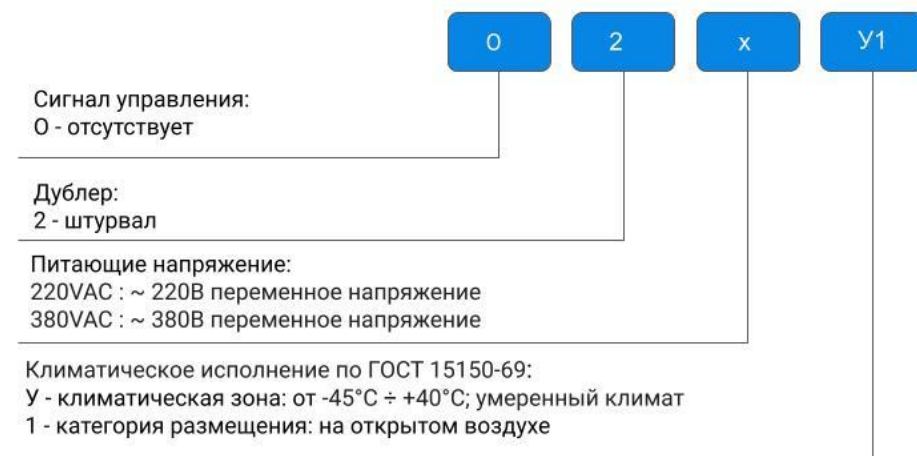 0 2 x У1
Сигнал управления:
О - отсутствует
Дублер:
2 - штурвал
Питающие напряжение:
220VAC : ~ 220В переменное напряжение
380VAC : ~ 380В переменное напряжение
Климатическое исполнение по ГОСТ 15150-69:
У - климатическая зона: от -45°С ÷ +40°С; умеренный климат
1 - категория размещения: на открытом воздухе